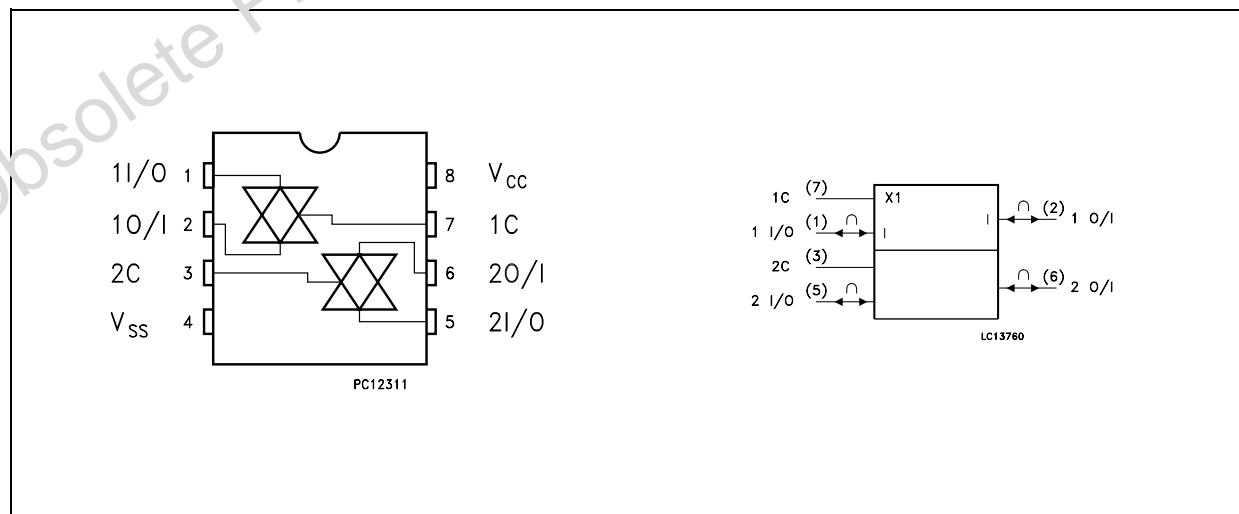 Obsolete P
1I/O 1
1O/I 2
2C 3
VSS 4
8 VCC
7 1C
6 2O/I
5 2I/O
PC12311
X1
1C (7)
1 I/O (1) ∩ I
2C (3)
2 I/O (5) ∩
I ∩ (2) 1 O/I
∩ (6) 2 O/I
LC13760